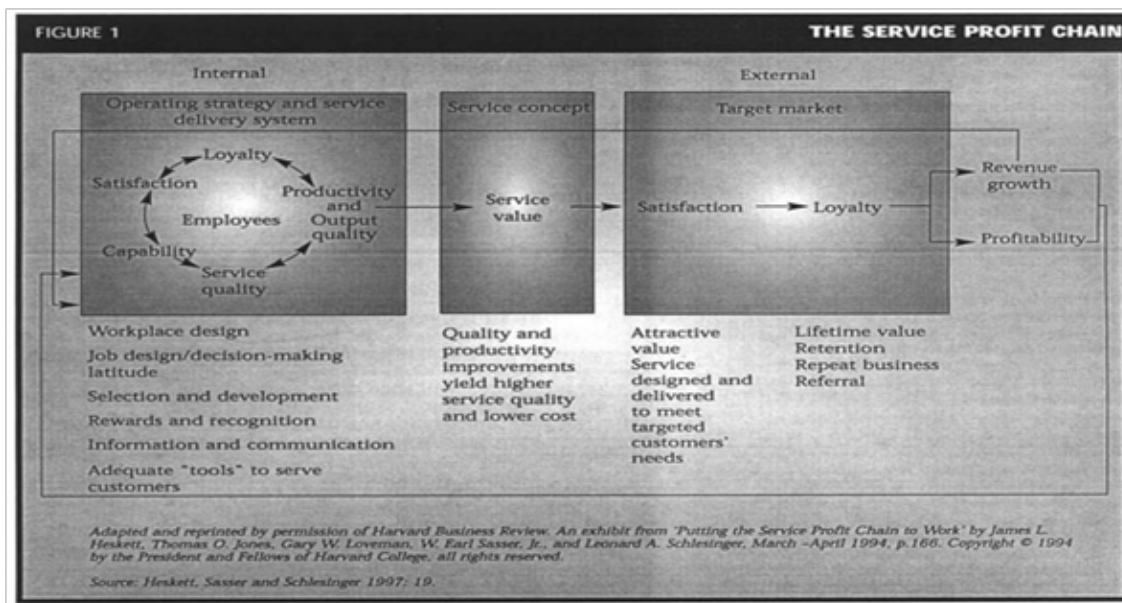 FIGURE 1
THE SERVICE PROFIT CHAIN
Internal
External
Operating strategy and service
delivery system
Loyalty
Satisfaction
Productivity
and
Output
quality
Employees
Capability
Service
quality
Service concept
Service
value
Target market
Satisfaction
Loyalty
Revenue
growth
Profitability
Workplace design
Job design/decision-making
latitude
Selection and development
Rewards and recognition
Information and communication
Adequate "tools" to serve
customers
Quality and
productivity
improvements
yield higher
service quality
and lower cost
Attractive
value
Service
designed and
delivered
to meet
targeted
customers'
needs
Lifetime value
Retention
Repeat business
Referral
Adapted and reprinted by permission of Harvard Business Review. An exhibit from "Putting the Service Profit Chain to Work" by James L.
Heskett, Thomas O. Jones, Gary W. Loveman, W. Earl Sasser, Jr., and Leonard A. Schlesinger, March –April 1994, p.166. Copyright © 1994
by the President and Fellows of Harvard College, all rights reserved.
Source: Heskett, Sasser and Schlesinger 1997: 19.